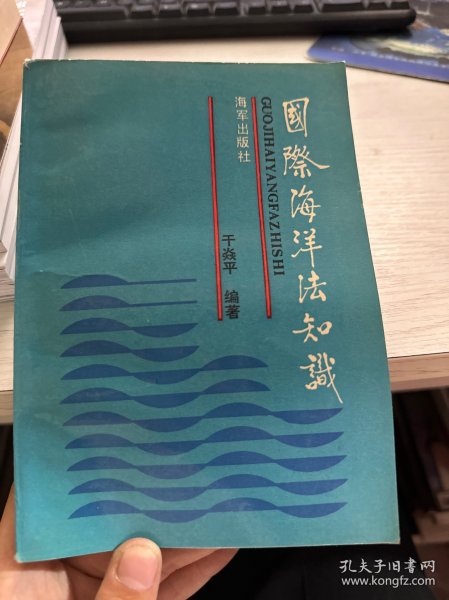 國際海洋法知識
GUOJIHAIYANGFAZHISHI
海军出版社
干焱平 编著
孔夫子旧书网
www.kongfz.com